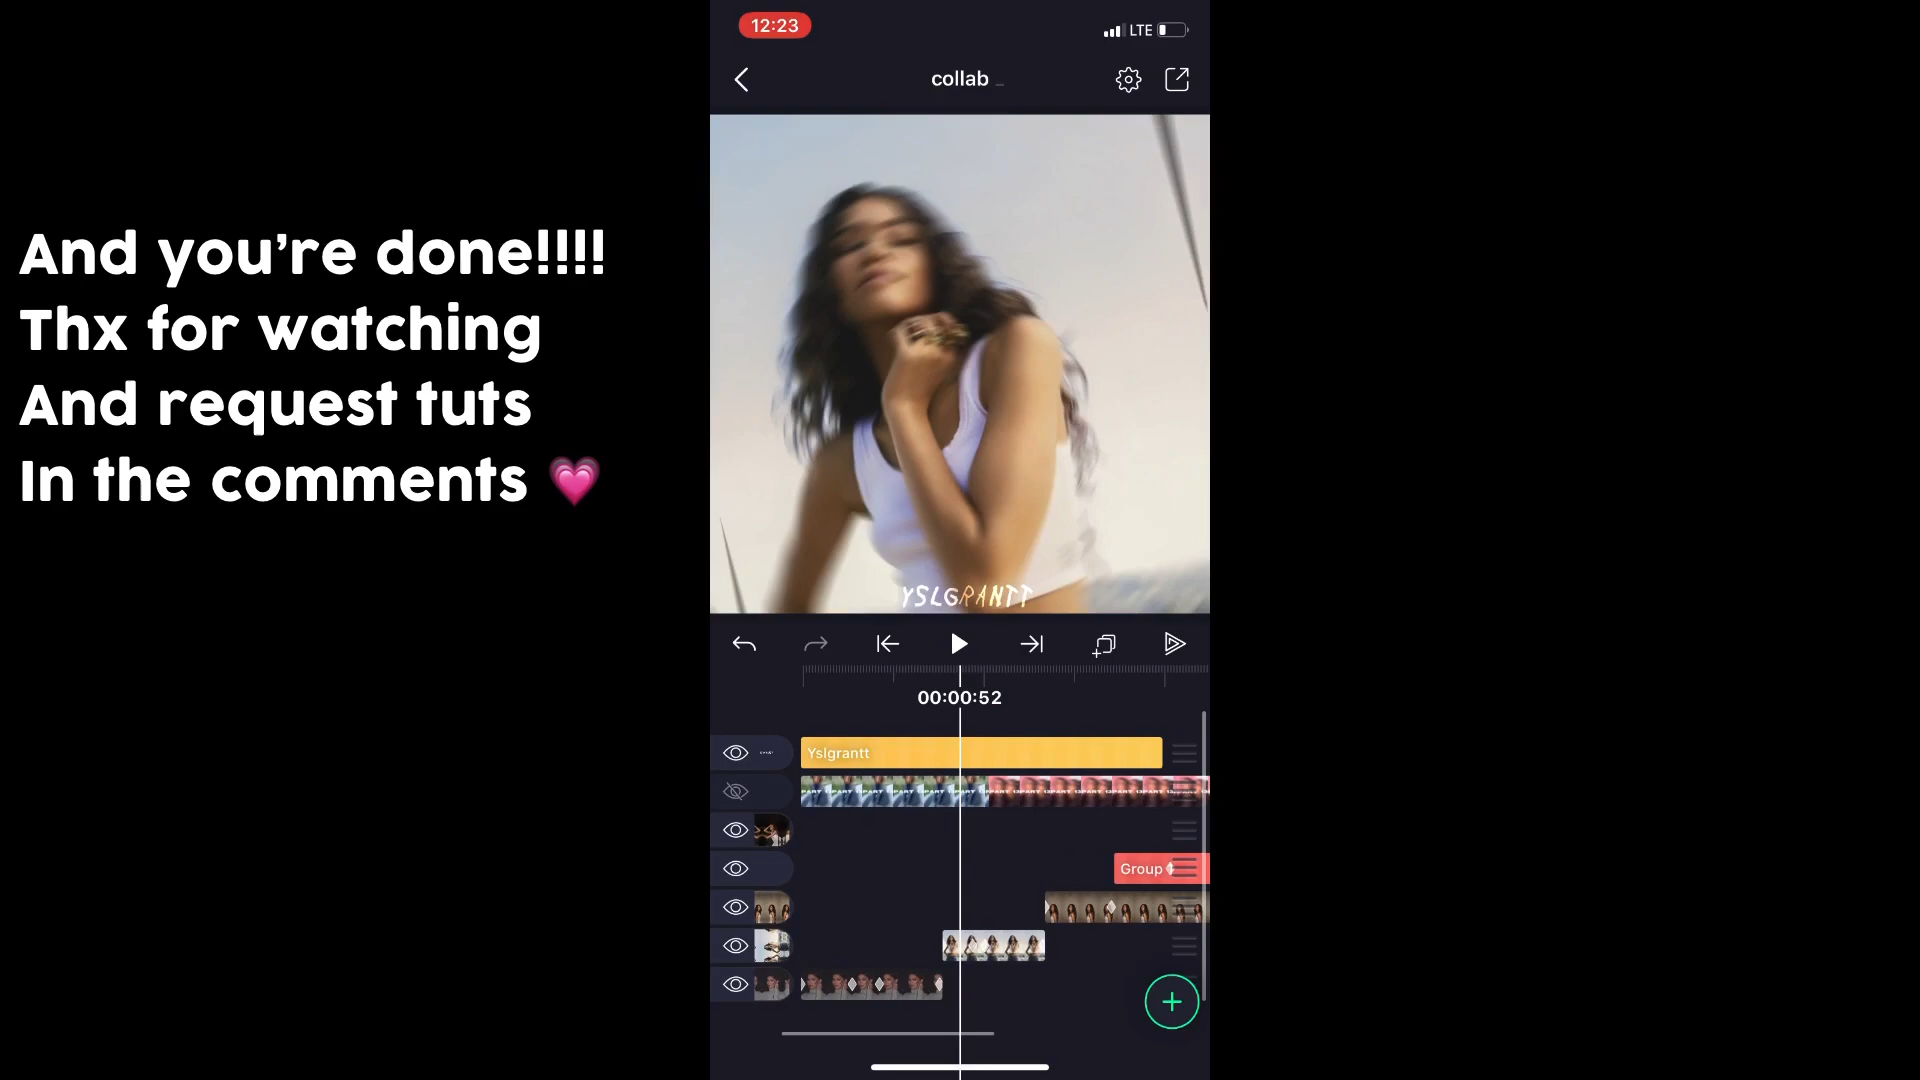 12:23
LTE
collab
And you're done!!!!
Thx for watching
And request tuts
In the comments 💗
YSLGRANTT
00:00:52
Yslgrantt
Group